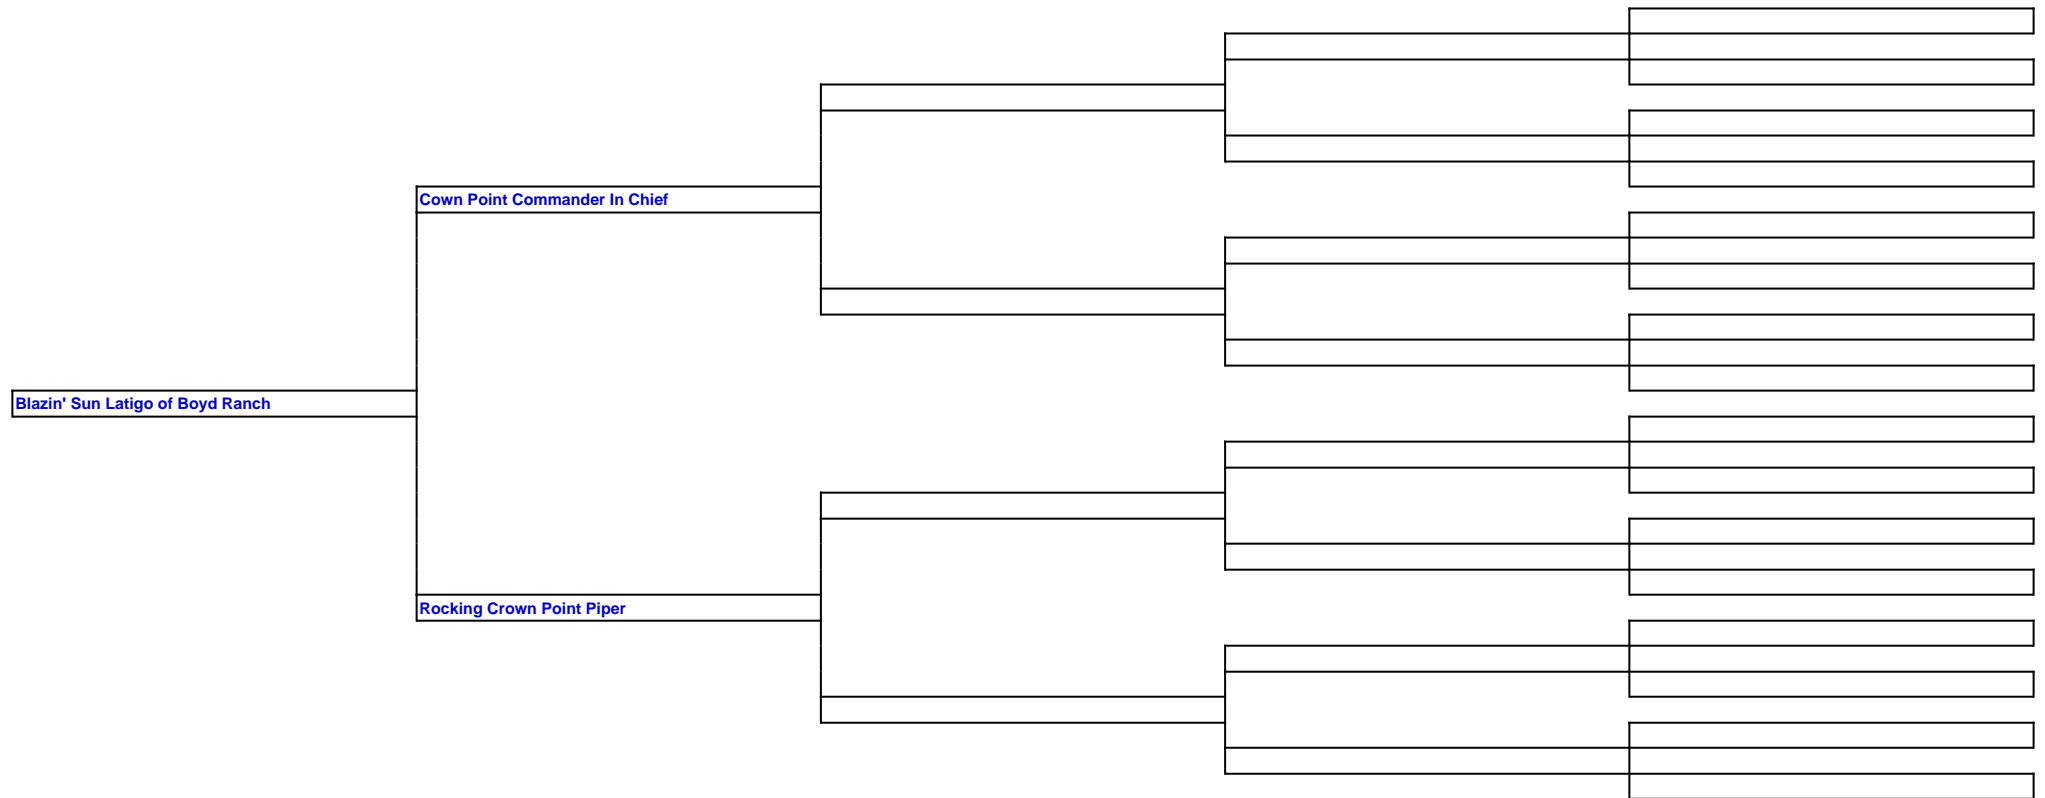 Cown Point Commander In Chief
Blazin' Sun Latigo of Boyd Ranch
Rocking Crown Point Piper